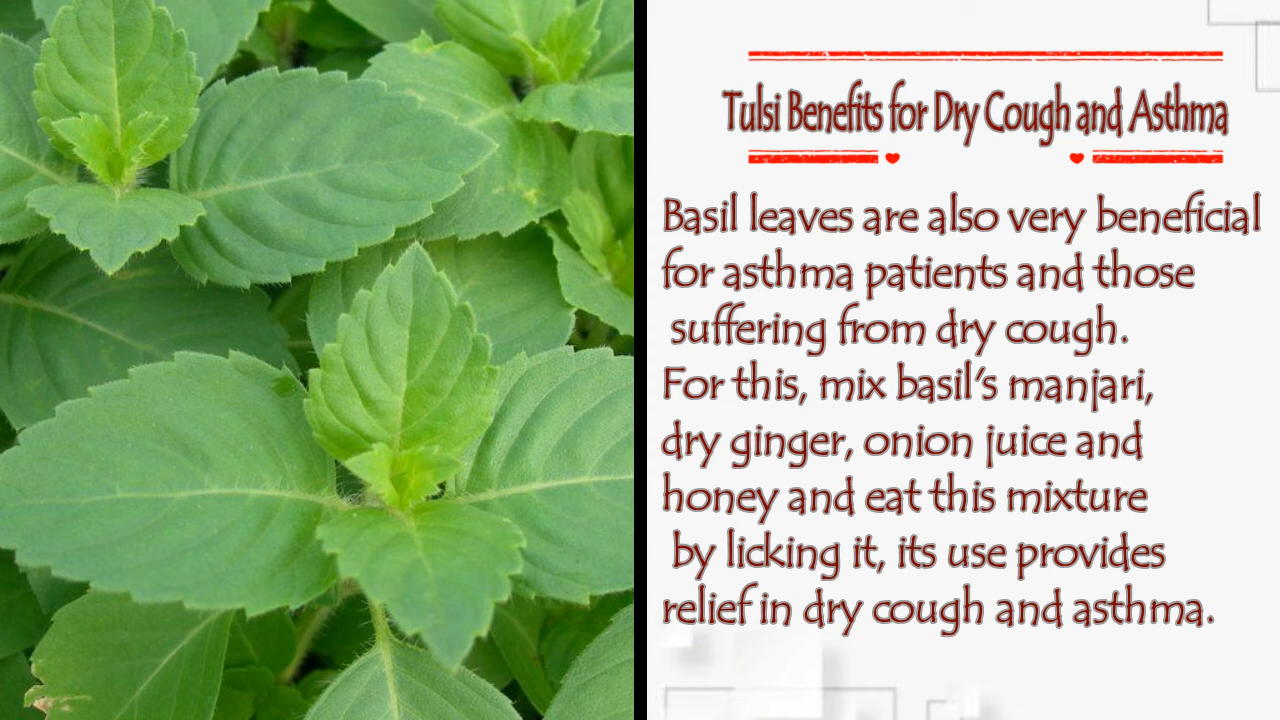 Tulsi Benefits for Dry Cough and Asthma
Basil leaves are also very beneficial
for asthma patients and those
suffering from dry cough.
For this, mix basil's manjari,
dry ginger, onion juice and
honey and eat this mixture
by licking it, its use provides
relief in dry cough and asthma.